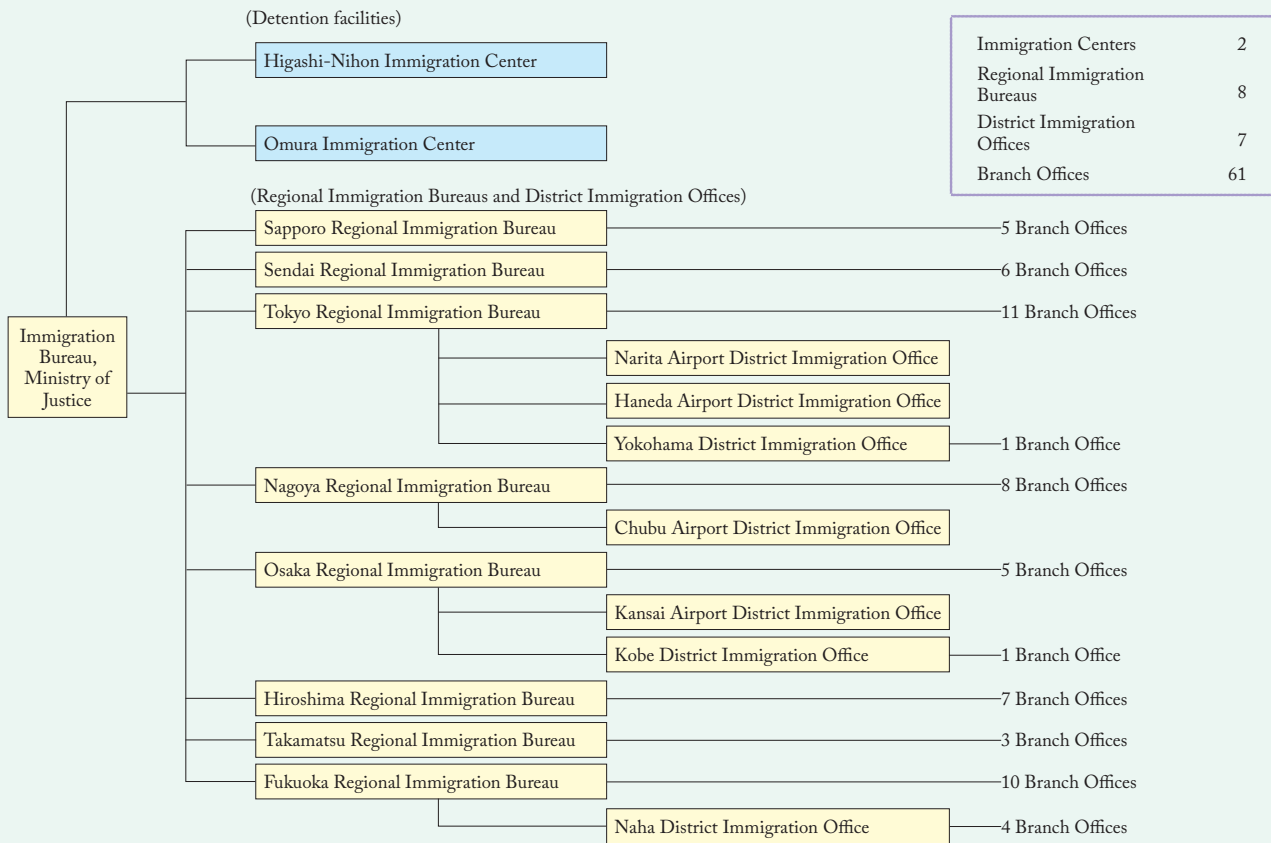 (Detention facilities)
Higashi-Nihon Immigration Center
Omura Immigration Center
Immigration Centers 2
Regional Immigration
Bureaus 8
District Immigration
Offices 7
Branch Offices 61
(Regional Immigration Bureaus and District Immigration Offices)
Immigration
Bureau,
Ministry of
Justice
Sapporo Regional Immigration Bureau 5 Branch Offices
Sendai Regional Immigration Bureau 6 Branch Offices
Tokyo Regional Immigration Bureau 11 Branch Offices
Narita Airport District Immigration Office
Haneda Airport District Immigration Office
Yokohama District Immigration Office 1 Branch Office
Nagoya Regional Immigration Bureau 8 Branch Offices
Chubu Airport District Immigration Office
Osaka Regional Immigration Bureau 5 Branch Offices
Kansai Airport District Immigration Office
Kobe District Immigration Office 1 Branch Office
Hiroshima Regional Immigration Bureau 7 Branch Offices
Takamatsu Regional Immigration Bureau 3 Branch Offices
Fukuoka Regional Immigration Bureau 10 Branch Offices
Naha District Immigration Office 4 Branch Offices